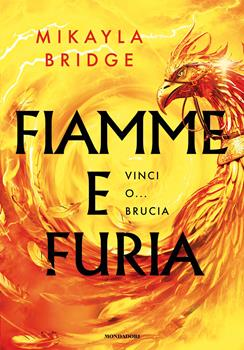 MIKAYLA
BRIDGE
FIAMME
VINCI
E
O...
BRUCIA
FURIA
MONDADORI